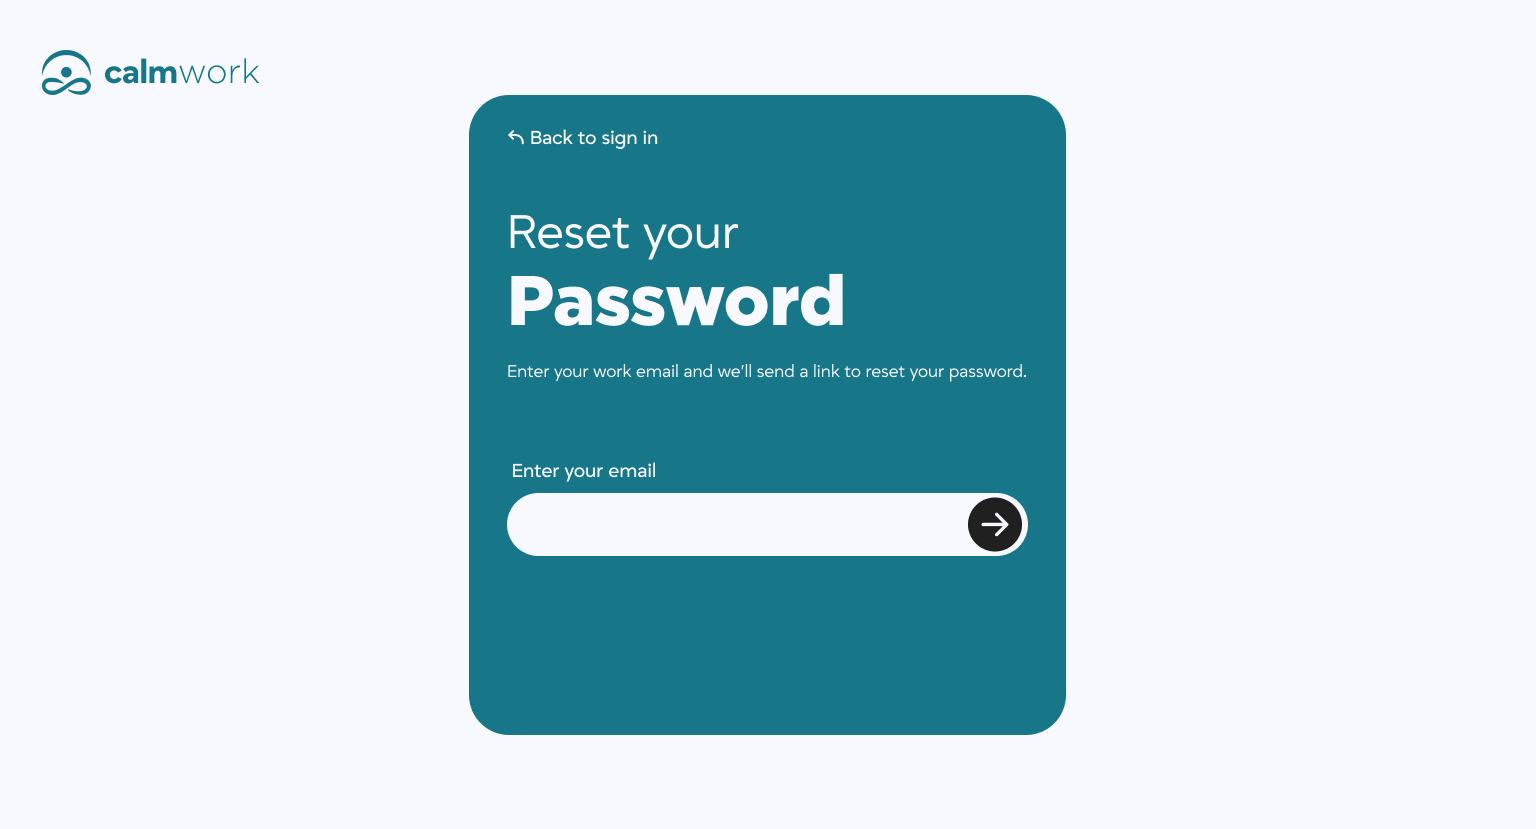 calmwork
Back to sign in
Reset your
Password
Enter your work email and we'll send a link to reset your password.
Enter your email